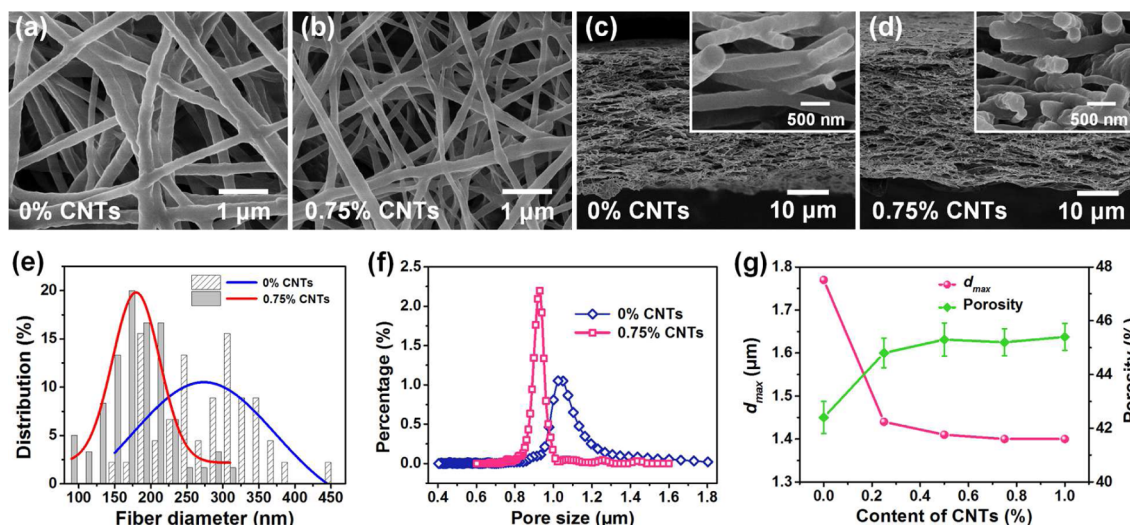 (a)
0% CNTs
1 μm
(b)
0.75% CNTs
1 μm
(c)
500 nm
0% CNTs
10 μm
(d)
500 nm
0.75% CNTs
10 μm
(e)
0% CNTs
0.75% CNTs
20
15
10
5
0
Distribution (%)
100 150 200 250 300 350 400 450
Fiber diameter (nm)
(f)
0% CNTs
0.75% CNTs
2.5
2.0
1.5
1.0
0.5
0.0
Percentage (%)
0.4 0.6 0.8 1.0 1.2 1.4 1.6 1.8
Pore size (μm)
(g)
dmax
Porosity
1.8
1.7
1.6
1.5
1.4
1.3
dmax (μm)
48
46
44
42
40
Porosity (%)
0.0 0.2 0.4 0.6 0.8 1.0
Content of CNTs (%)